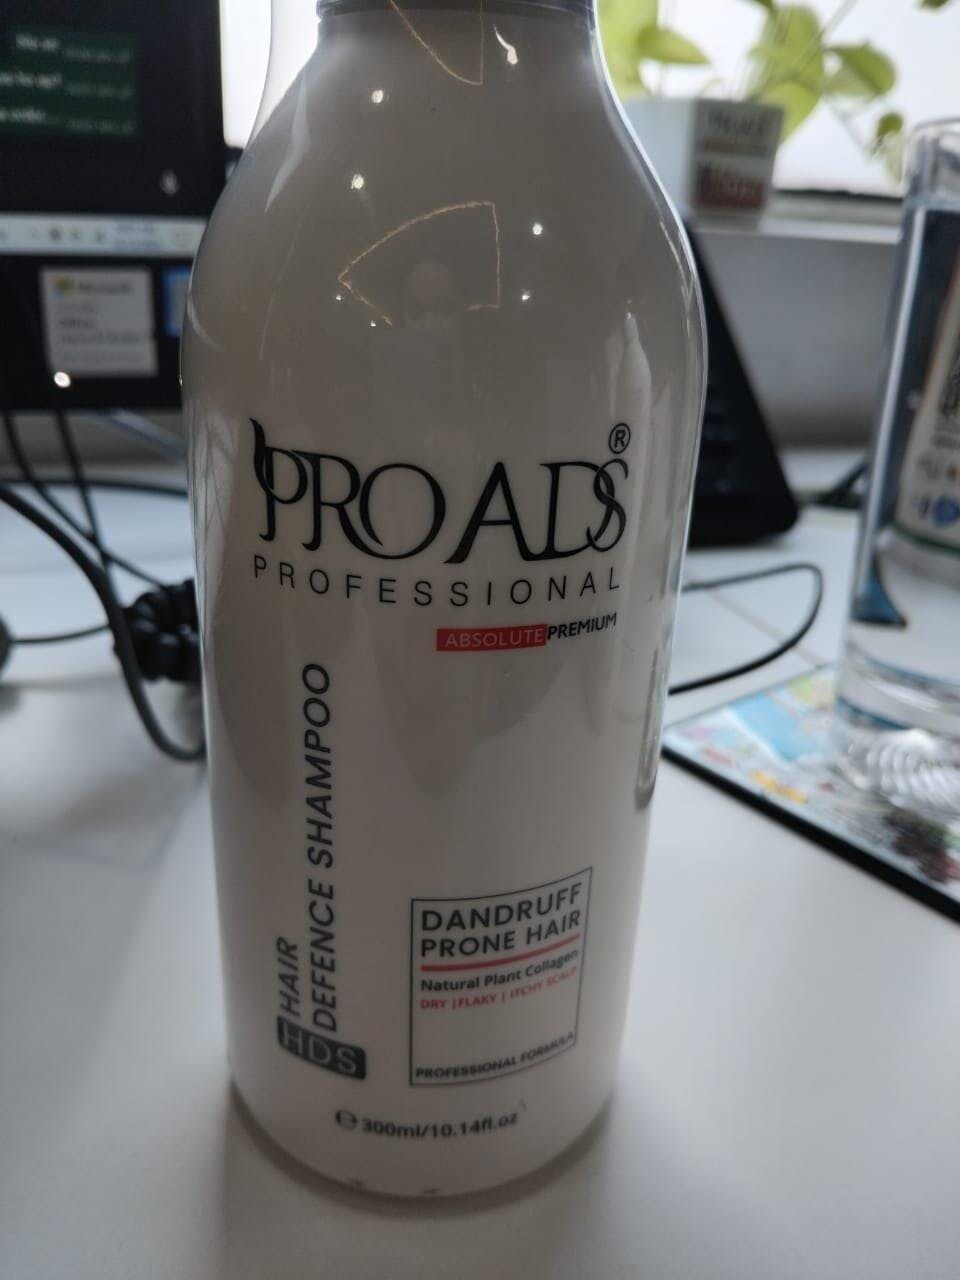 PROADS®
PROFESSIONAL
ABSOLUTE PREMIUM
HAIR
DEFENCE SHAMPOO
HDS
DANDRUFF
PRONE HAIR
Natural Plant Collagen
DRY | FLAKY | ITCHY SCALP
PROFESSIONAL FORMULA
℮ 300ml/10.14fl.oz